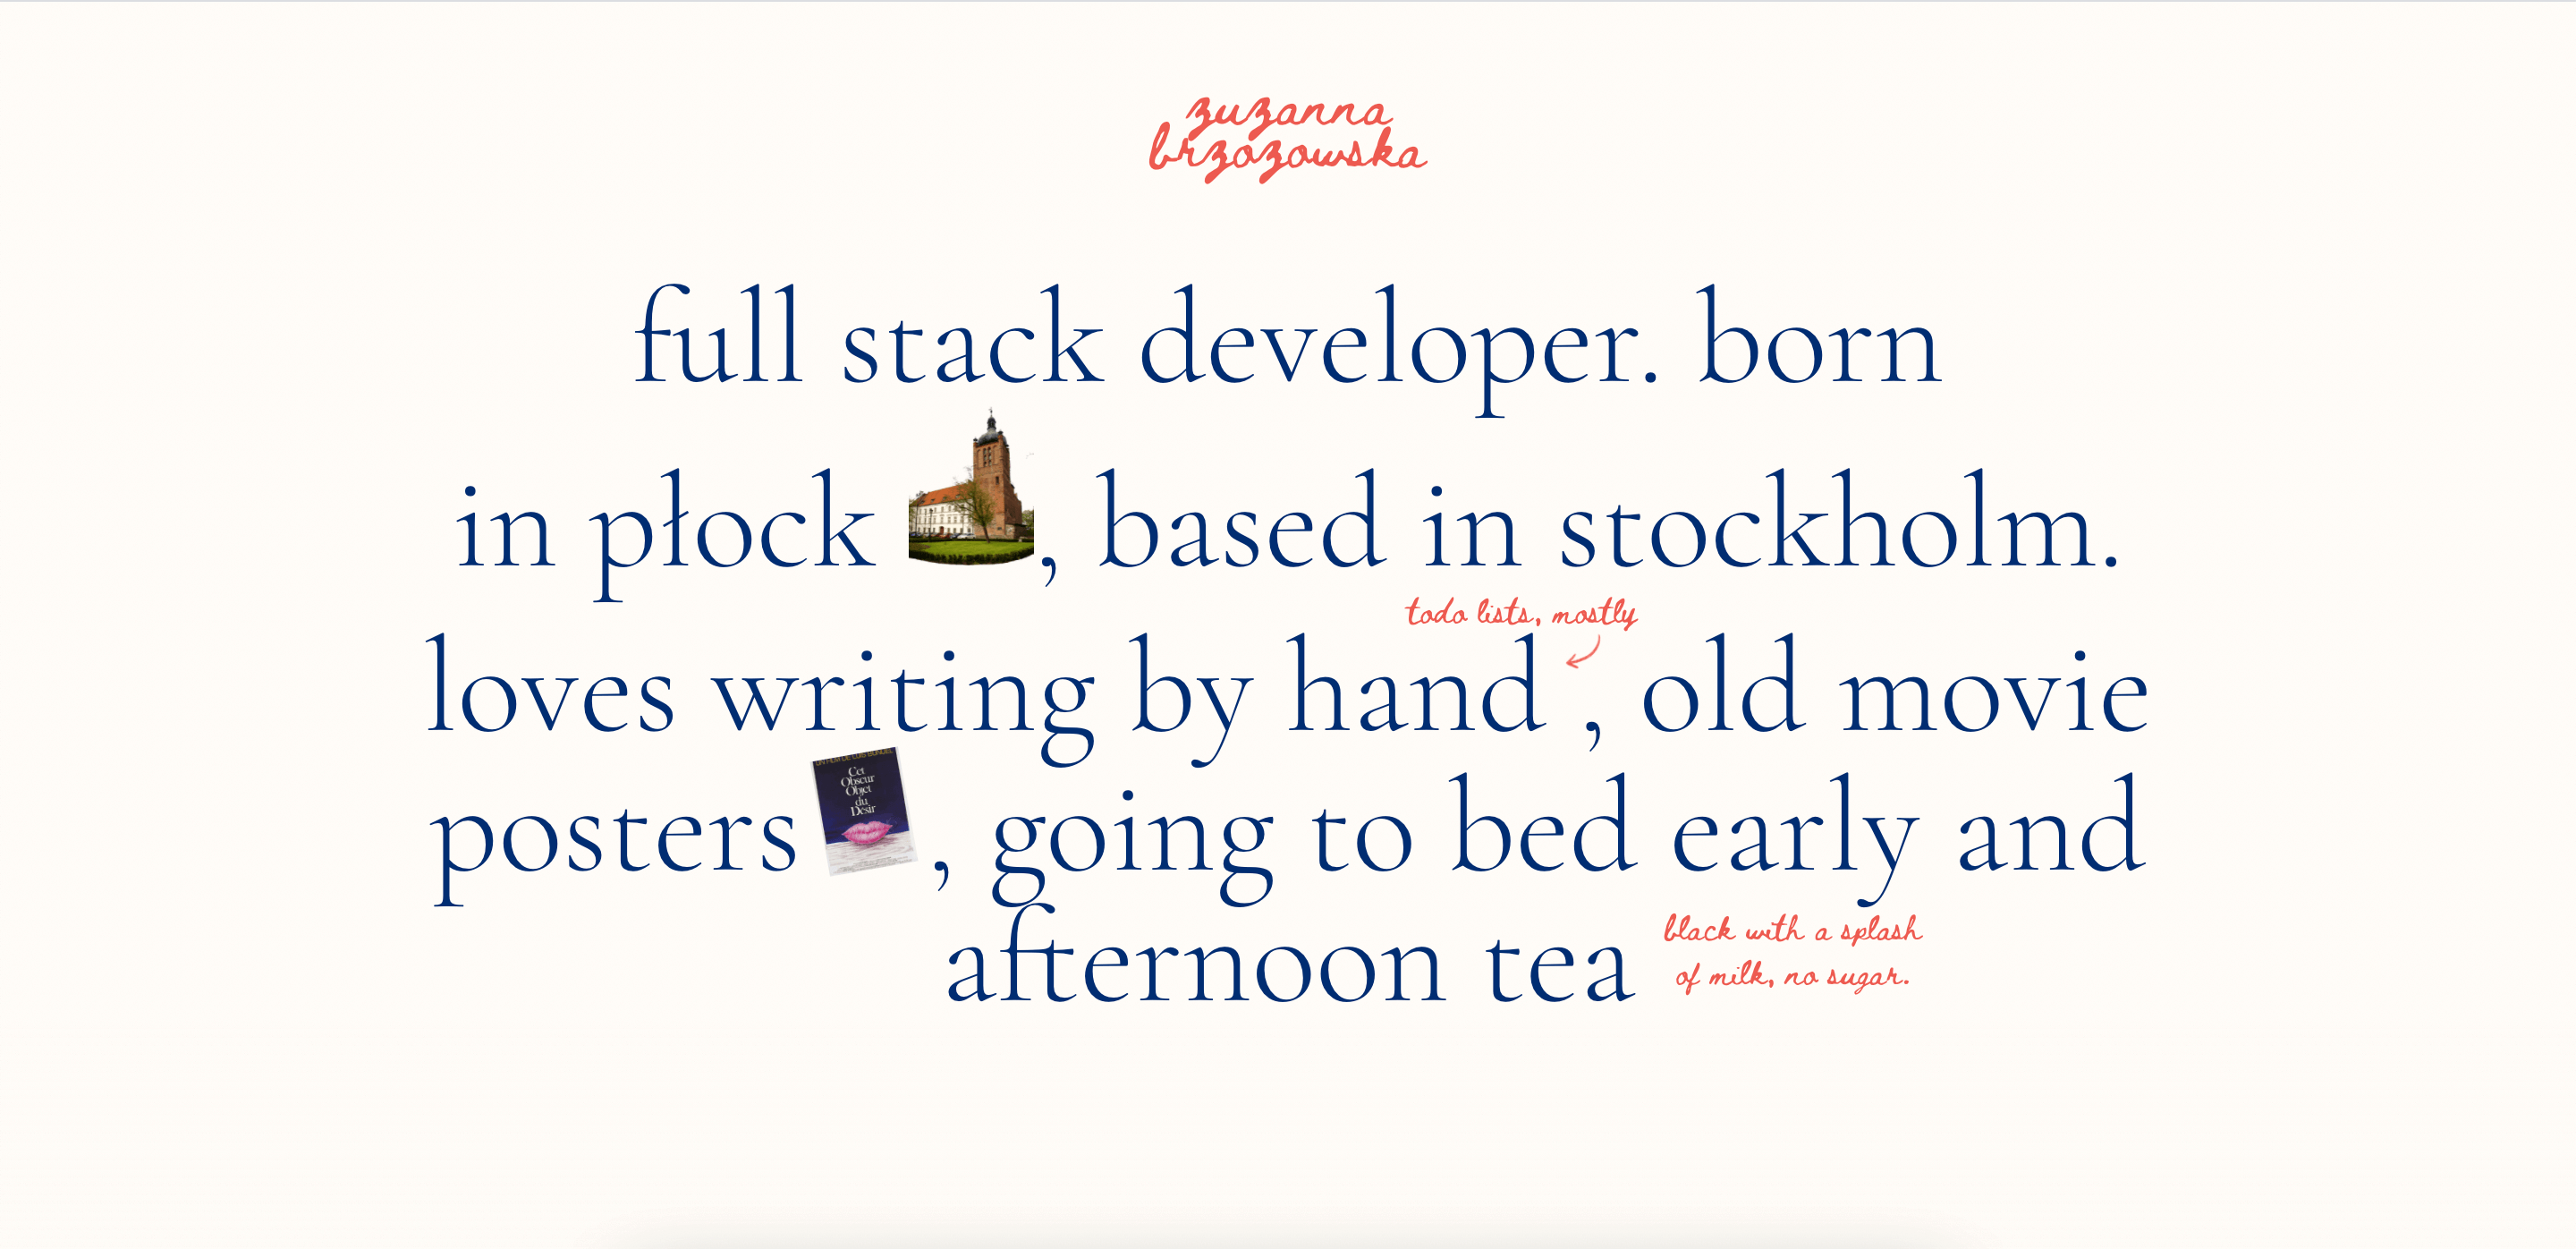 zuzanna
brzozowska
full stack developer. born
in płock , based in stockholm.
todo lists, mostly
loves writing by hand , old movie
posters , going to bed early and
Cet
Obscur
Objet
du
Désir
afternoon tea
black with a splash
of milk, no sugar.